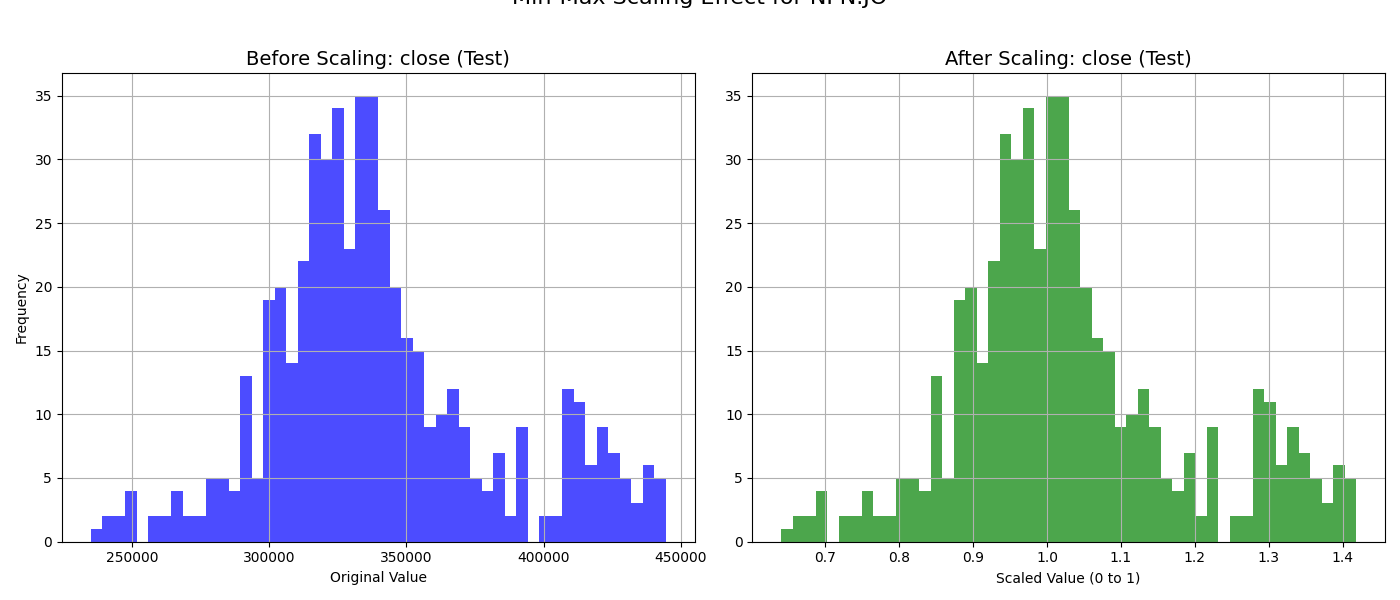 Min-Max Scaling Effect for NPN.JO
Before Scaling: close (Test)
Frequency
35
30
25
20
15
10
5
0
250000 300000 350000 400000 450000
Original Value
After Scaling: close (Test)
35
30
25
20
15
10
5
0
0.7 0.8 0.9 1.0 1.1 1.2 1.3 1.4
Scaled Value (0 to 1)